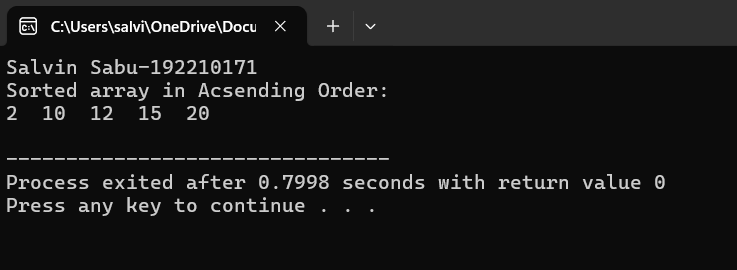 C:\Users\salvi\OneDrive\Docu
Salvin Sabu-192210171
Sorted array in Acsending Order:
2  10  12  15  20
--------------------------------
Process exited after 0.7998 seconds with return value 0
Press any key to continue . . .